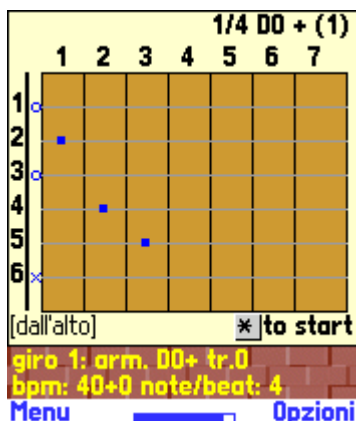 1/4 DO + (1)
1 2 3 4 5 6 7
1
2
3
4
5
6
[dall'alto] * to start
giro 1: arm. DO+ tr.0
bpm: 40+0 note/beat: 4
Menu Opzioni